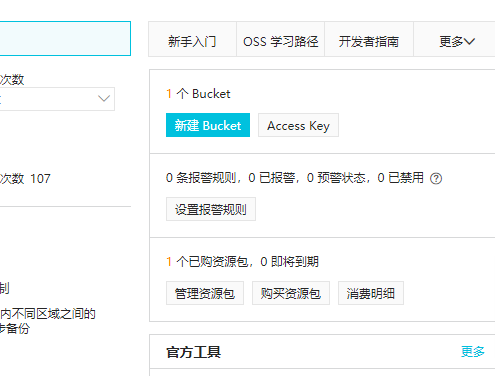 新手入门 OSS 学习路径 开发者指南 更多
次数
1 个 Bucket
新建 Bucket Access Key
次数 107
0 条报警规则，0 已报警，0 预警状态，0 已禁用 ?
设置报警规则
1 个已购资源包，0 即将到期
制
管理资源包 购买资源包 消费明细
内不同区域之间的
步备份
官方工具 更多